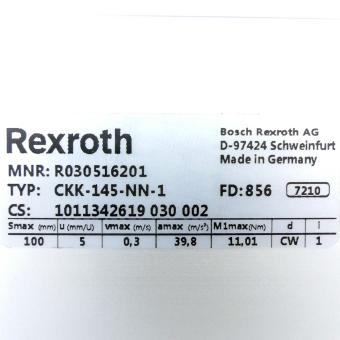 Rexroth
Bosch Rexroth AG
D-97424 Schweinfurt
Made in Germany
MNR: R030516201
TYP: CKK-145-NN-1
FD: 856 7210
CS: 1011342619 030 002
Smax (mm) u (mm/U) vmax (m/s) amax (m/s²) M1max(Nm) d i
100 5 0,3 39,8 11,01 CW 1